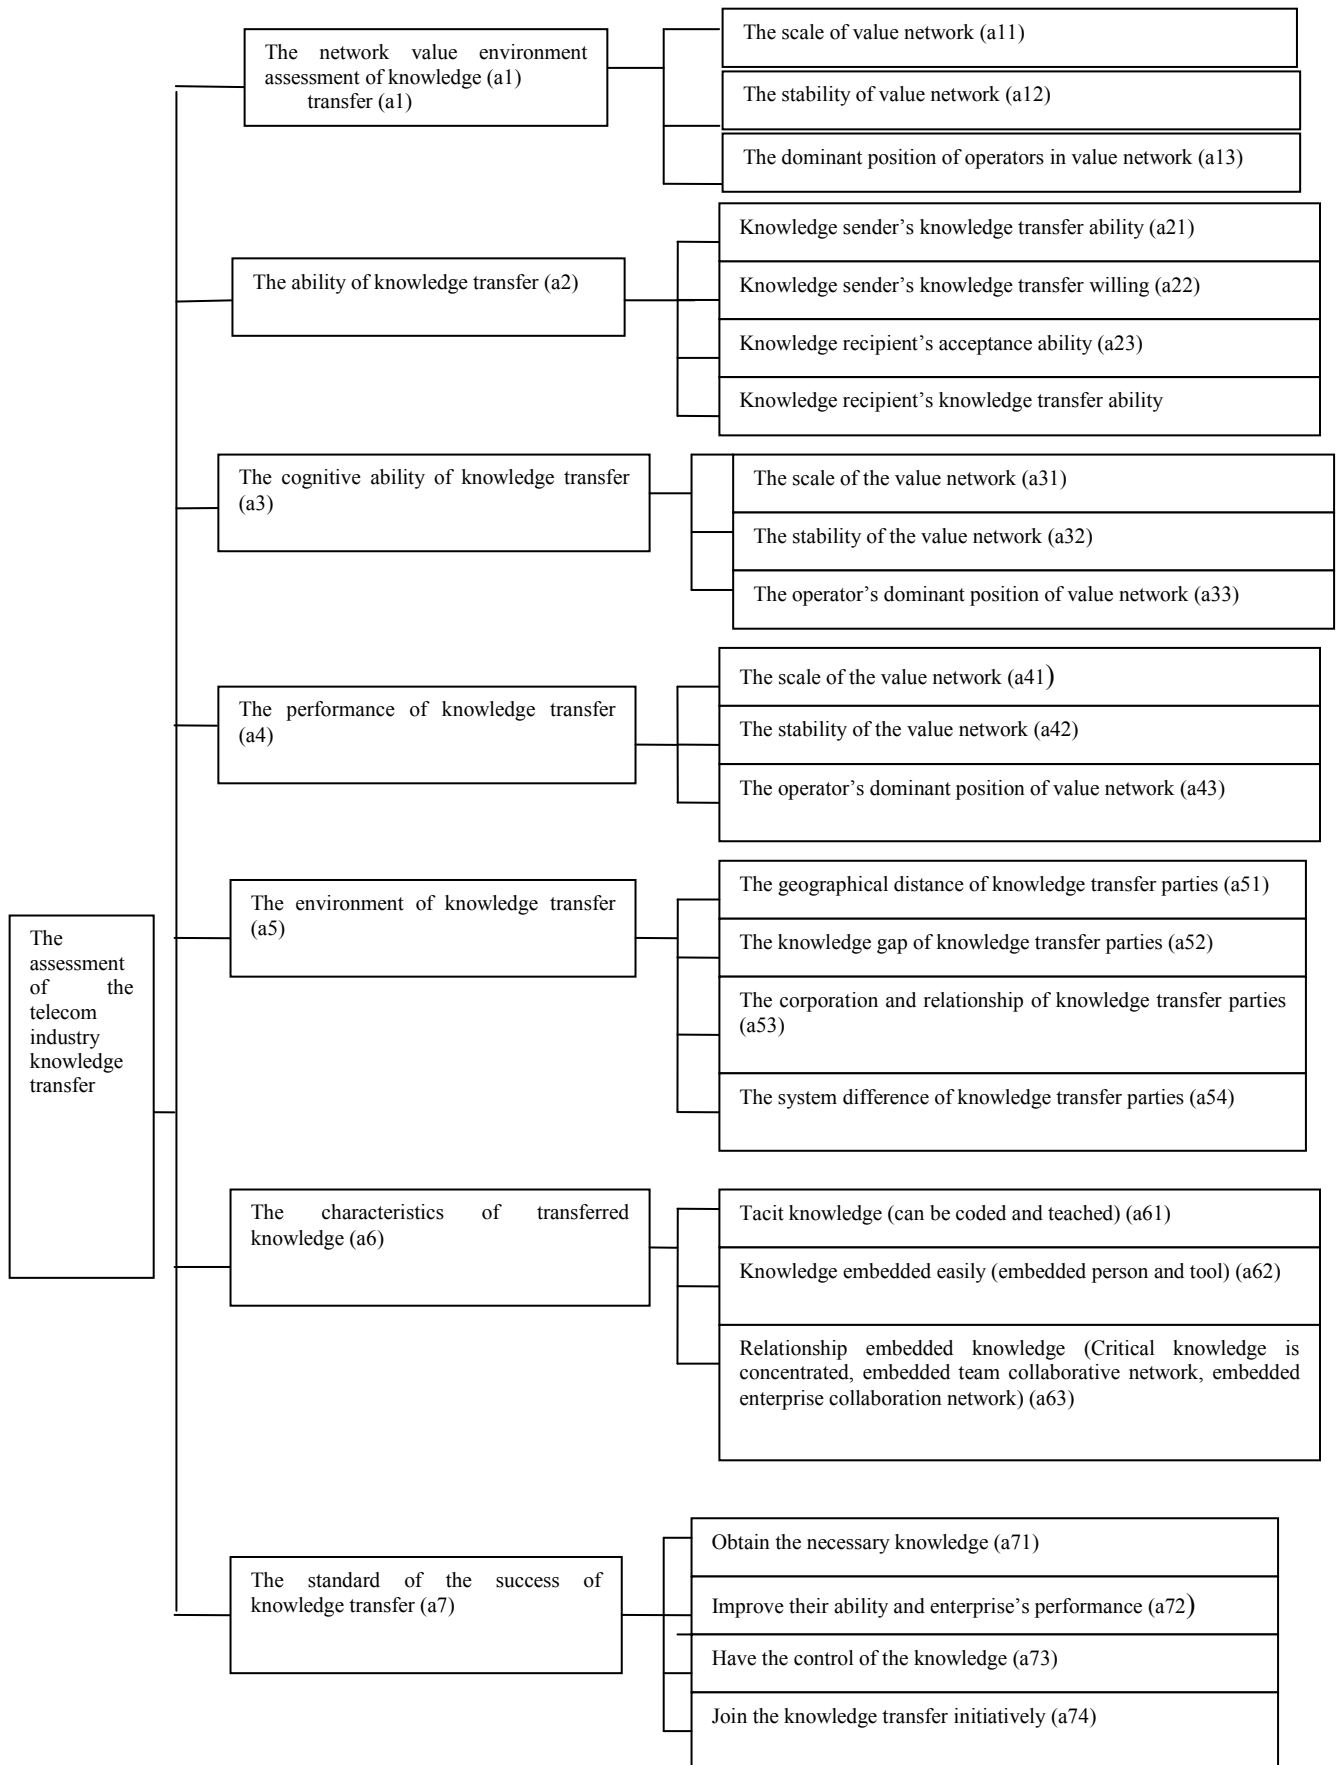 The network value environment
assessment of knowledge (a1)
transfer (a1)
The scale of value network (a11)
The stability of value network (a12)
The dominant position of operators in value network (a13)
The ability of knowledge transfer (a2)
Knowledge sender’s knowledge transfer ability (a21)
Knowledge sender’s knowledge transfer willing (a22)
Knowledge recipient’s acceptance ability (a23)
Knowledge recipient’s knowledge transfer ability
The cognitive ability of knowledge transfer
(a3)
The scale of the value network (a31)
The stability of the value network (a32)
The operator’s dominant position of value network (a33)
The performance of knowledge transfer
(a4)
The scale of the value network (a41)
The stability of the value network (a42)
The operator’s dominant position of value network (a43)
The environment of knowledge transfer
(a5)
The geographical distance of knowledge transfer parties (a51)
The knowledge gap of knowledge transfer parties (a52)
The corporation and relationship of knowledge transfer parties
(a53)
The system difference of knowledge transfer parties (a54)
The
assessment
of the
telecom
industry
knowledge
transfer
The characteristics of transferred
knowledge (a6)
Tacit knowledge (can be coded and teached) (a61)
Knowledge embedded easily (embedded person and tool) (a62)
Relationship embedded knowledge (Critical knowledge is
concentrated, embedded team collaborative network, embedded
enterprise collaboration network) (a63)
The standard of the success of
knowledge transfer (a7)
Obtain the necessary knowledge (a71)
Improve their ability and enterprise’s performance (a72)
Have the control of the knowledge (a73)
Join the knowledge transfer initiatively (a74)